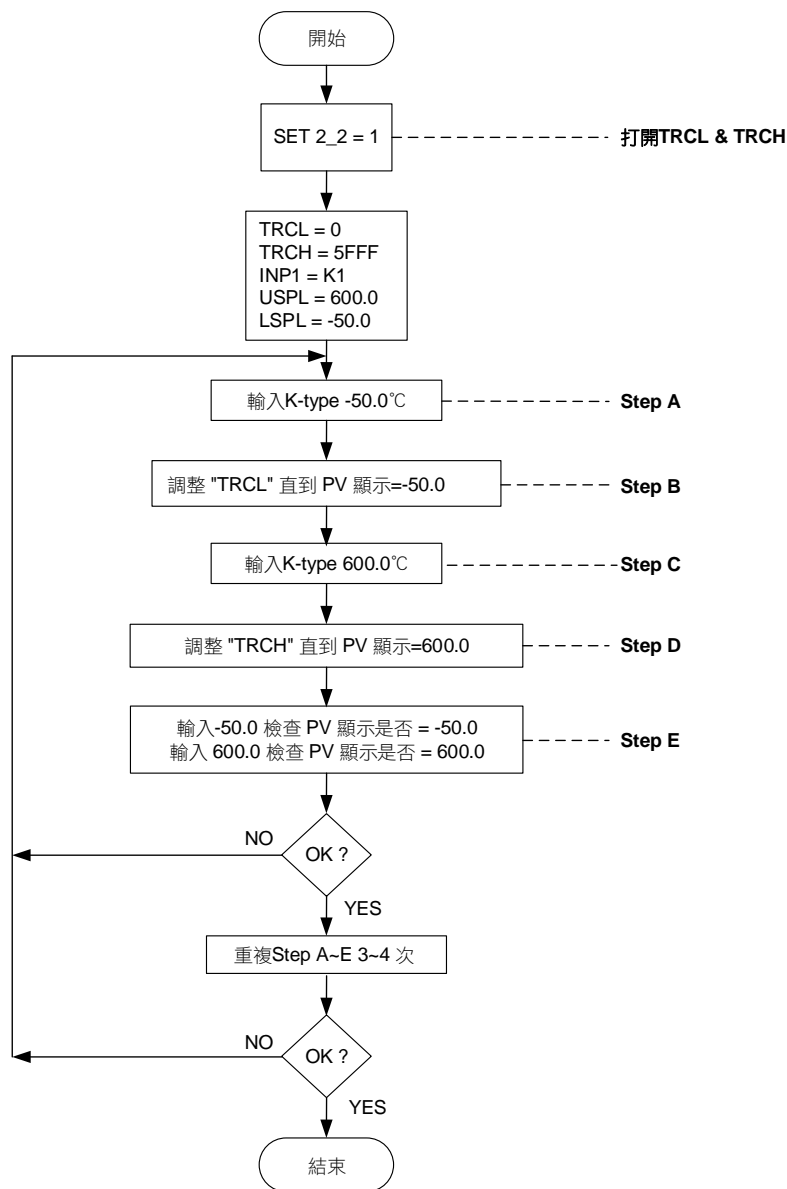 開始
SET 2_2 = 1
打開TRCL & TRCH
TRCL = 0
TRCH = 5FFF
INP1 = K1
USPL = 600.0
LSPL = -50.0
輸入K-type -50.0℃
Step A
調整 "TRCL" 直到 PV 顯示=-50.0
Step B
輸入K-type 600.0℃
Step C
調整 "TRCH" 直到 PV 顯示=600.0
Step D
輸入-50.0 檢查 PV 顯示是否 = -50.0
輸入 600.0 檢查 PV 顯示是否 = 600.0
Step E
NO
OK ?
YES
重複Step A~E 3~4 次
NO
OK ?
YES
結束